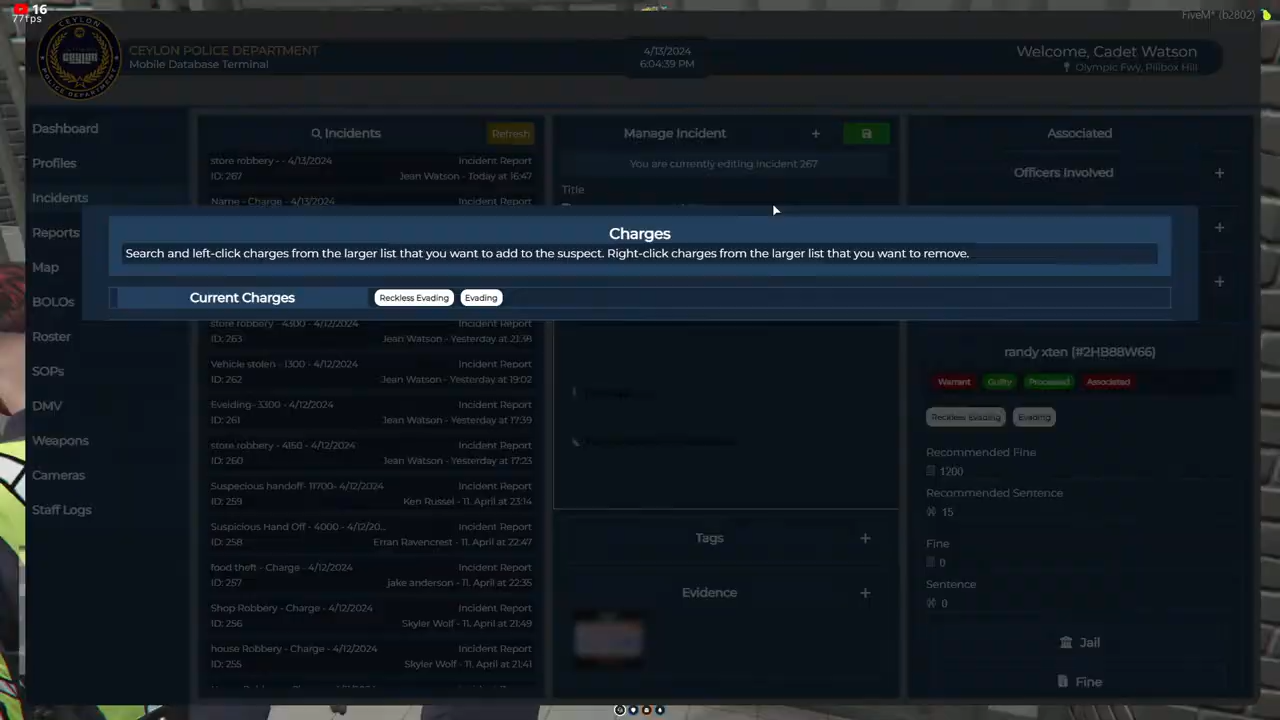 16
77fps
FiveM* (b2802)
CEYLON POLICE DEPARTMENT
Mobile Database Terminal
4/13/2024
6:04:39 PM
Welcome, Cadet Watson
Olympic Fwy, Pillbox Hill
Dashboard
Profiles
Incidents
Reports
Map
BOLOs
Roster
SOPs
DMV
Weapons
Cameras
Staff Logs
Incidents
Refresh
store robbery - - 4/13/2024 Incident Report
ID: 267 Jean Watson - Today at 16:47
Name - Charge - 4/13/2024 Incident Report
Manage Incident +
You are currently editing incident 267
Title
Associated
Officers Involved +
+
+
Charges
Search and left-click charges from the larger list that you want to add to the suspect. Right-click charges from the larger list that you want to remove.
Current Charges Reckless Evading Evading
store robbery - 4300 - 4/12/2024 Incident Report
ID: 263 Jean Watson - Yesterday at 21:38
Vehicle stolen - 1300 - 4/12/2024 Incident Report
ID: 262 Jean Watson - Yesterday at 19:02
Eveiding- 3300 - 4/12/2024 Incident Report
ID: 261 Jean Watson - Yesterday at 17:39
store robbery - 4150 - 4/12/2024 Incident Report
ID: 260 Jean Watson - Yesterday at 17:23
Suspecious handoff- 11700- 4/12/2024 Incident Report
ID: 259 Ken Russel - 11. April at 23:14
Suspicious Hand Off - 4000 - 4/12/20... Incident Report
ID: 258 Erran Ravencrest - 11. April at 22:47
food theft - Charge - 4/12/2024 Incident Report
ID: 257 jake anderson - 11. April at 22:35
Shop Robbery - Charge - 4/12/2024 Incident Report
ID: 256 Skyler Wolf - 11. April at 21:49
house Robbery - Charge - 4/12/2024 Incident Report
ID: 255 Skyler Wolf - 11. April at 21:41
Tags +
Evidence +
randy xten (#2HB88W66)
Warrant Guilty Processed Associated
Reckless Evading Evading
Recommended Fine
1200
Recommended Sentence
15
Fine
0
Sentence
0
Jail
Fine